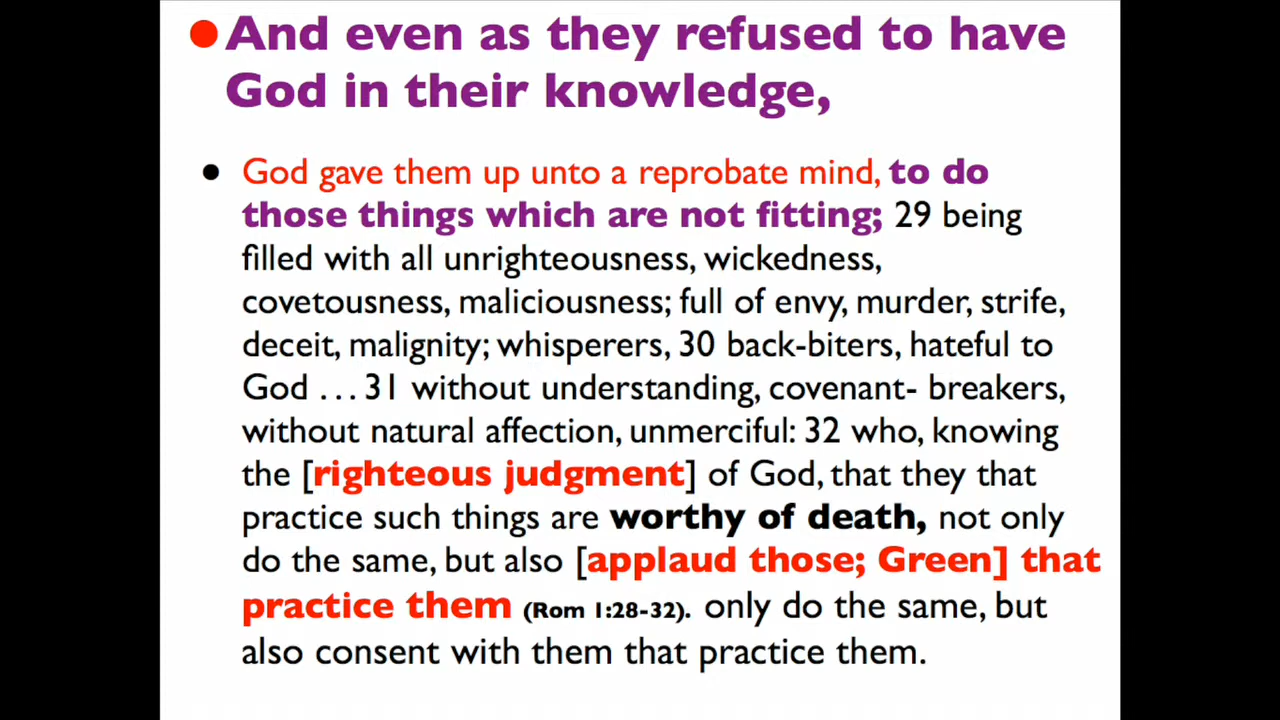 ●And even as they refused to have
God in their knowledge,
● God gave them up unto a reprobate mind, to do
those things which are not fitting; 29 being
filled with all unrighteousness, wickedness,
covetousness, maliciousness; full of envy, murder, strife,
deceit, malignity; whisperers, 30 back-biters, hateful to
God ... 31 without understanding, covenant- breakers,
without natural affection, unmerciful: 32 who, knowing
the [righteous judgment] of God, that they that
practice such things are worthy of death, not only
do the same, but also [applaud those; Green] that
practice them (Rom 1:28-32). only do the same, but
also consent with them that practice them.